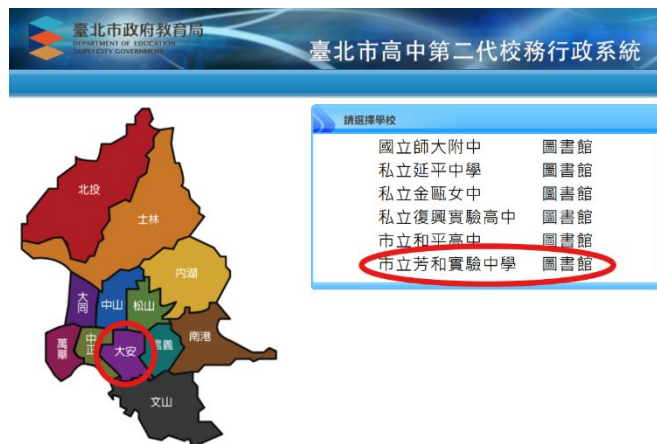 臺北市政府教育局
DEPARTMENT OF EDUCATION
TAIPEI CITY GOVERNMENT
臺北市高中第二代校務行政系統
請選擇學校
國立師大附中 圖書館
私立延平中學 圖書館
私立金甌女中 圖書館
私立復興實驗高中 圖書館
市立和平高中 圖書館
市立芳和實驗中學 圖書館
北投
士林
內湖
大同
中山
松山
萬華
中正
大安
信義
南港
文山